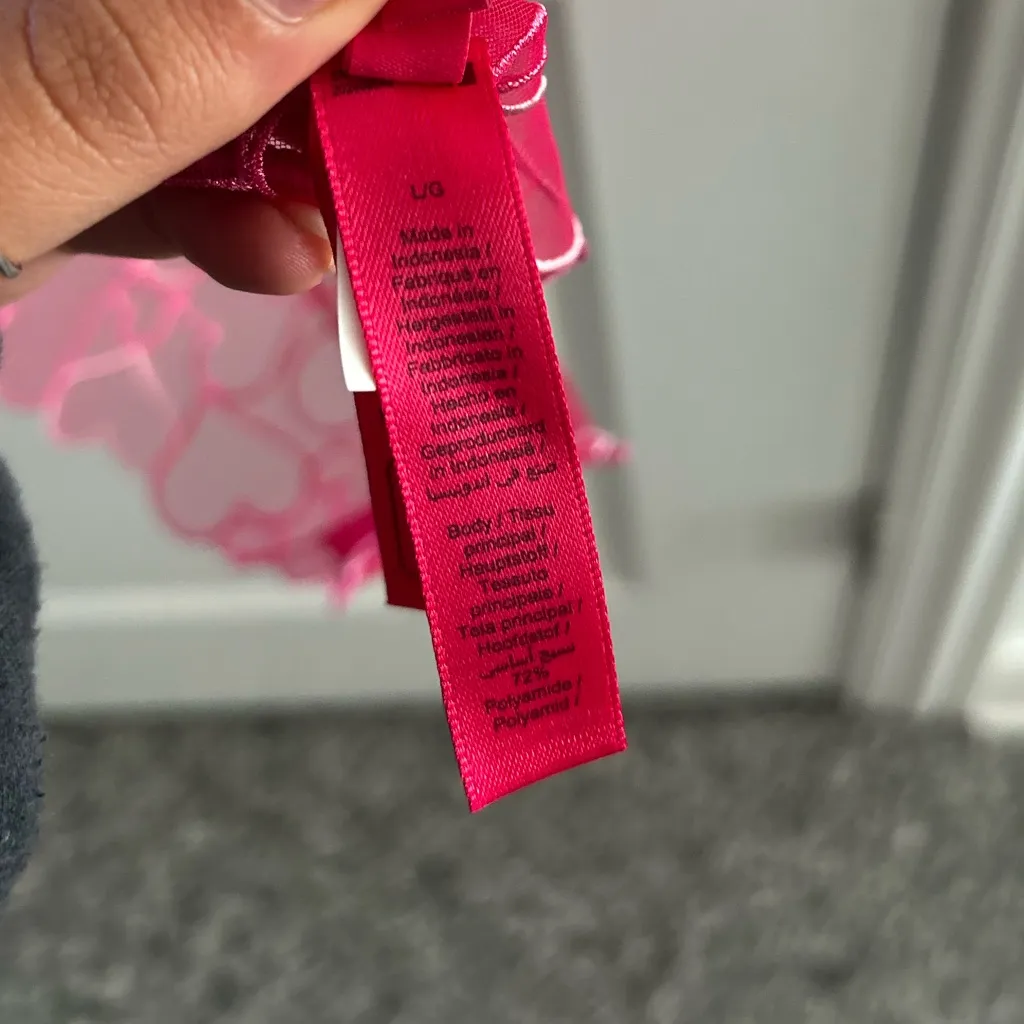 L/G
Made in
Indonesia /
Fabriqué en
Indonésie /
Hergestellt in
Indonesien /
Fabbricato in
Indonesia /
Hecho en
Indonesia /
Geproduceerd
in Indonesië /
صنع في اندونيسيا
Body / Tissu
principal /
Hauptstoff /
Tessuto
principale /
Tela principal /
Hoofdstof /
نسيج أساسي
72%
Polyamide /
Polyamid /